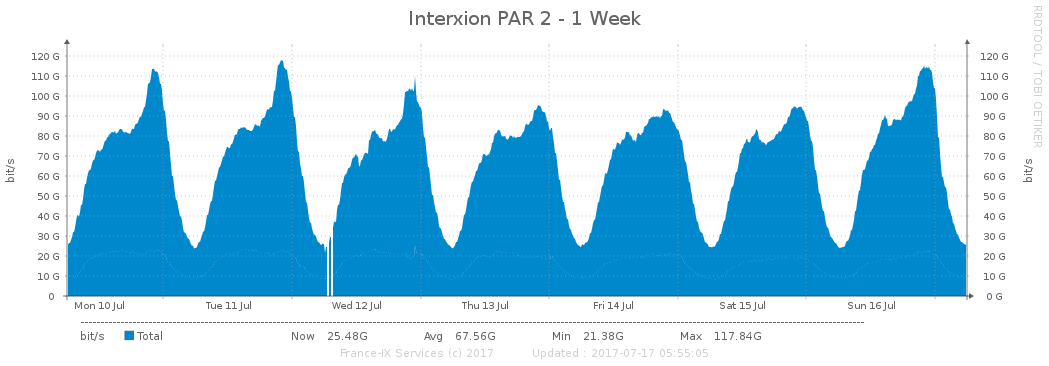 Interxion PAR 2 - 1 Week
RRDTOOL / TOBI OETIKER
120 G 120 G
110 G 110 G
100 G 100 G
90 G 90 G
80 G 80 G
70 G 70 G
60 G 60 G
50 G 50 G
40 G 40 G
30 G 30 G
20 G 20 G
10 G 10 G
0 0 G
bit/s
bit/s
Mon 10 Jul Tue 11 Jul Wed 12 Jul Thu 13 Jul Fri 14 Jul Sat 15 Jul Sun 16 Jul
bit/s Total Now 25.48G Avg 67.56G Min 21.38G Max 117.84G
France-IX Services (c) 2017 Updated : 2017-07-17 05:55:05